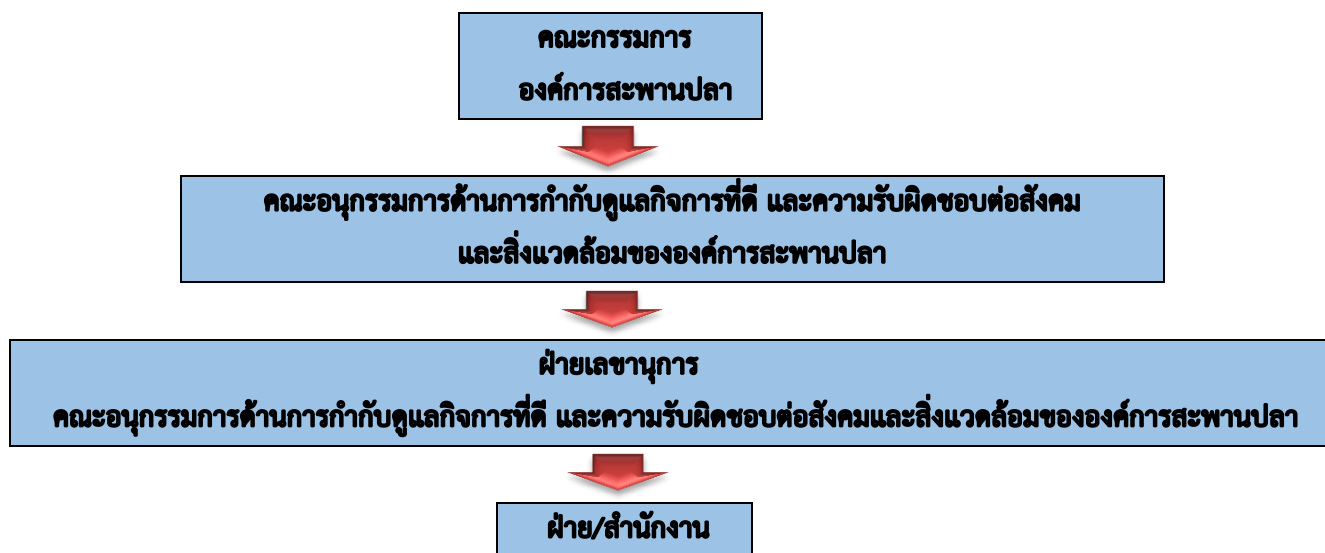 คณะกรรมการ
องค์การสะพานปลา
คณะอนุกรรมการด้านการกำกับดูแลกิจการที่ดี และความรับผิดชอบต่อสังคม
และสิ่งแวดล้อมขององค์การสะพานปลา
ฝ่ายเลขานุการ
คณะอนุกรรมการด้านการกำกับดูแลกิจการที่ดี และความรับผิดชอบต่อสังคมและสิ่งแวดล้อมขององค์การสะพานปลา
ฝ่าย/สำนักงาน